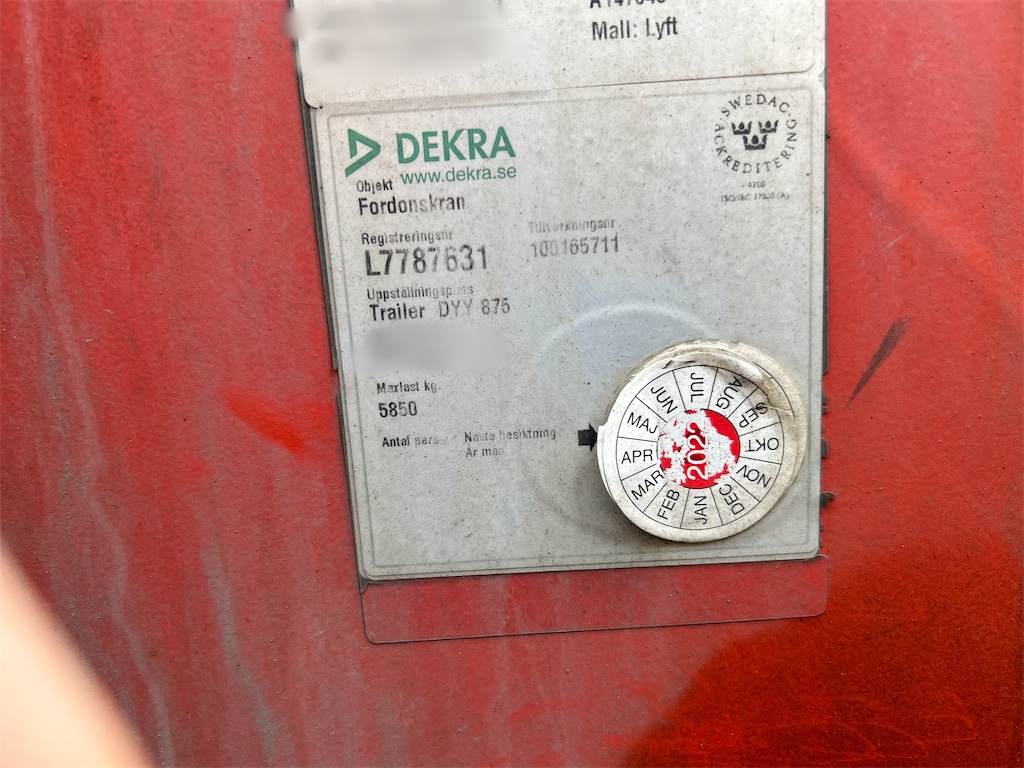 Mall: Lyft
DEKRA
www.dekra.se
SWEDAC
ACKREDITERING
ISO/IEC 17020 (A)
Objekt
Fordonskran
Registreringsnr Tillverkningsnr
L7787631 100165711
Uppställningsplats
Trailer DYY 876
Maxlast kg.
5850
Antal pers Nästa besiktning
År mån
JAN FEB MAR APR MAJ JUN JUL AUG SEP OKT NOV DEC
2022